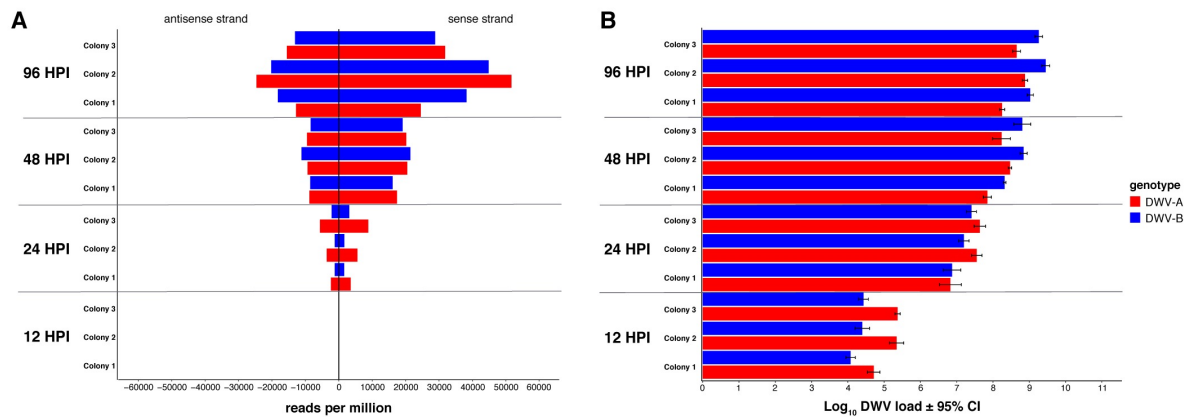 A
antisense strand
sense strand
96 HPI
Colony 3
Colony 2
Colony 1
48 HPI
Colony 3
Colony 2
Colony 1
24 HPI
Colony 3
Colony 2
Colony 1
12 HPI
Colony 3
Colony 2
Colony 1
−60000 −50000 −40000 −30000 −20000 −10000 0 10000 20000 30000 40000 50000 60000
reads per million
B
96 HPI
Colony 3
Colony 2
Colony 1
48 HPI
Colony 3
Colony 2
Colony 1
24 HPI
Colony 3
Colony 2
Colony 1
12 HPI
Colony 3
Colony 2
Colony 1
0 1 2 3 4 5 6 7 8 9 10 11
Log₁₀ DWV load ± 95% CI
genotype
DWV-A
DWV-B